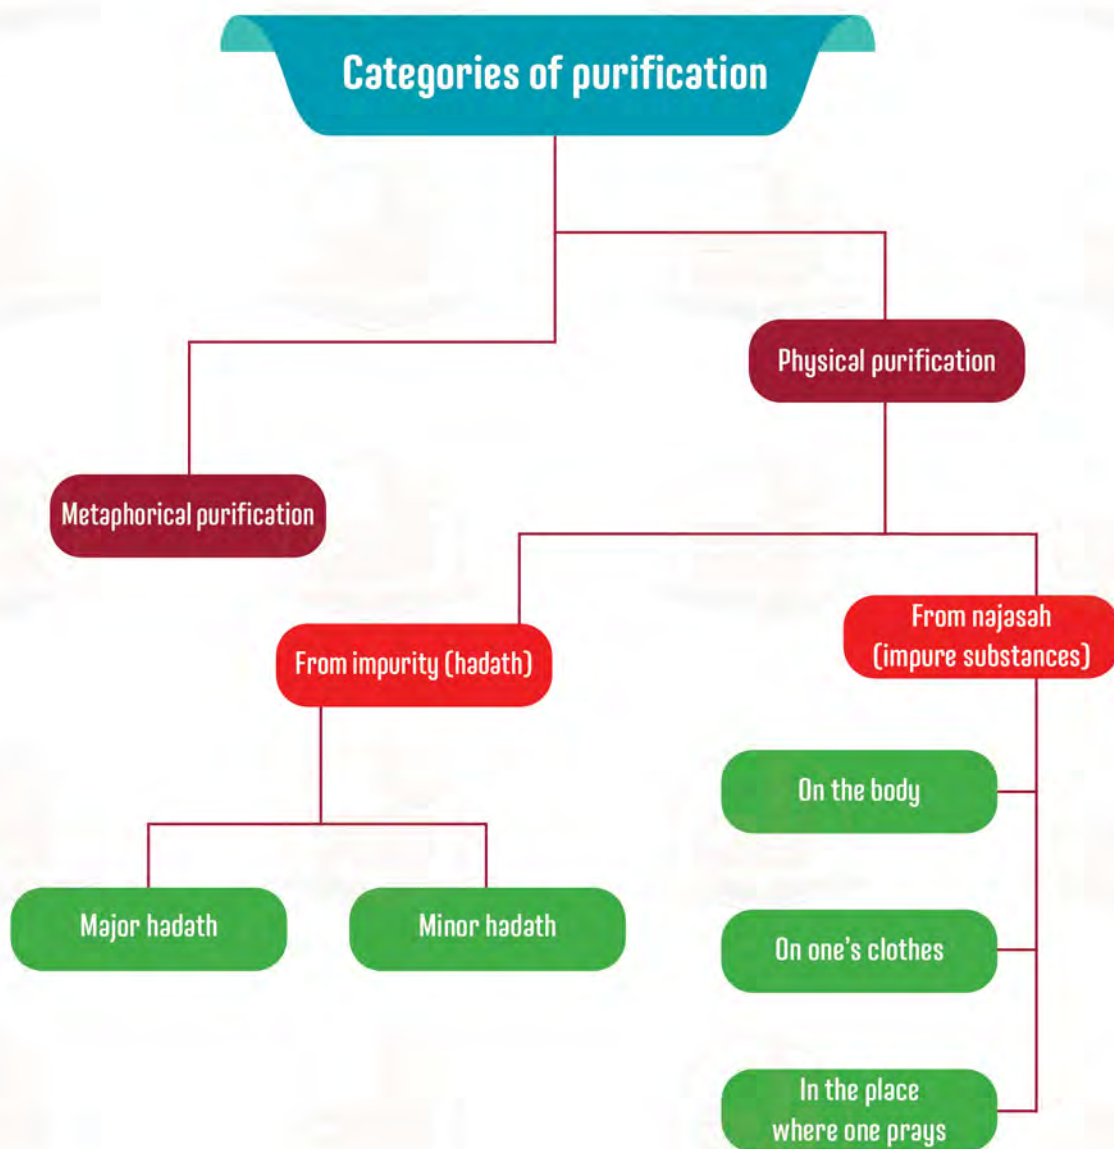 Categories of purification
Physical purification
Metaphorical purification
From najasah
(impure substances)
From impurity (hadath)
On the body
Major hadath
Minor hadath
On one's clothes
In the place
where one prays